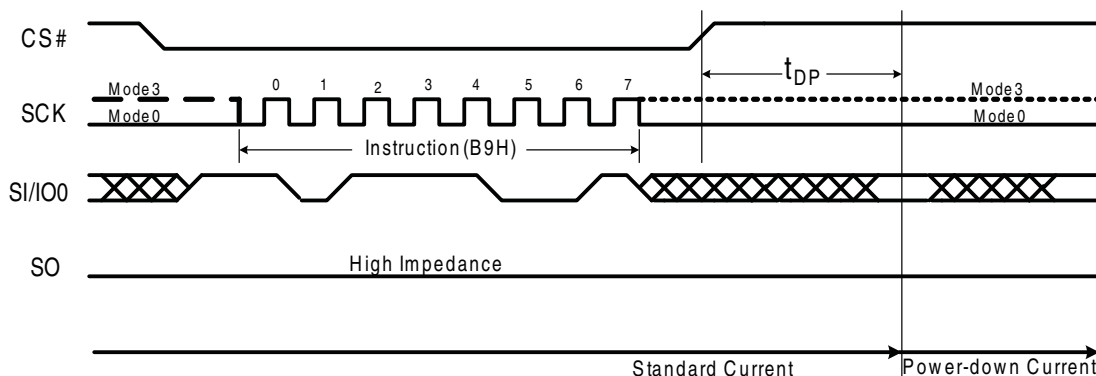 CS#
t_DP
0 1 2 3 4 5 6 7
Mode3 Mode3
SCK
Mode0 Mode0
Instruction(B9H)
SI/IO0
High Impedance
SO
Standard Current Power-down Current